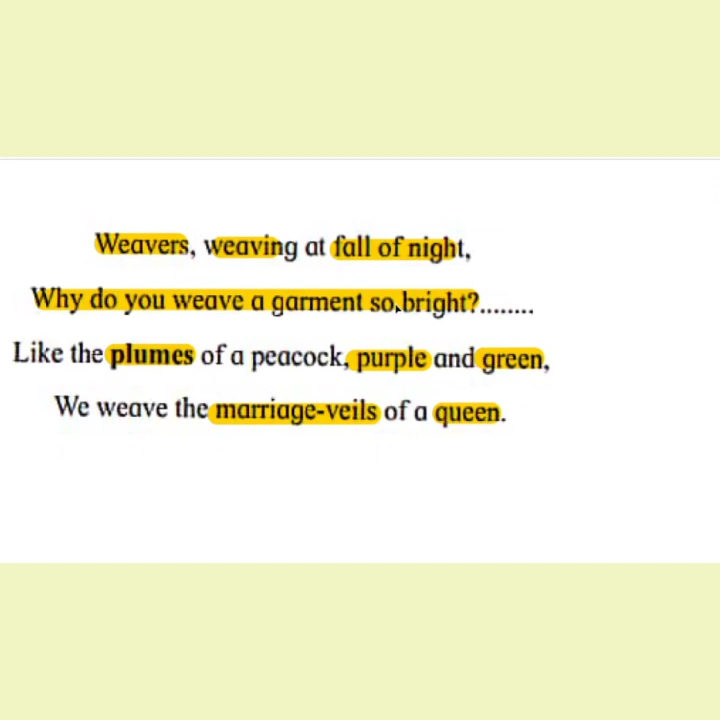 Weavers, weaving at fall of night,
Why do you weave a garment so bright?........
Like the plumes of a peacock, purple and green,
We weave the marriage-veils of a queen.